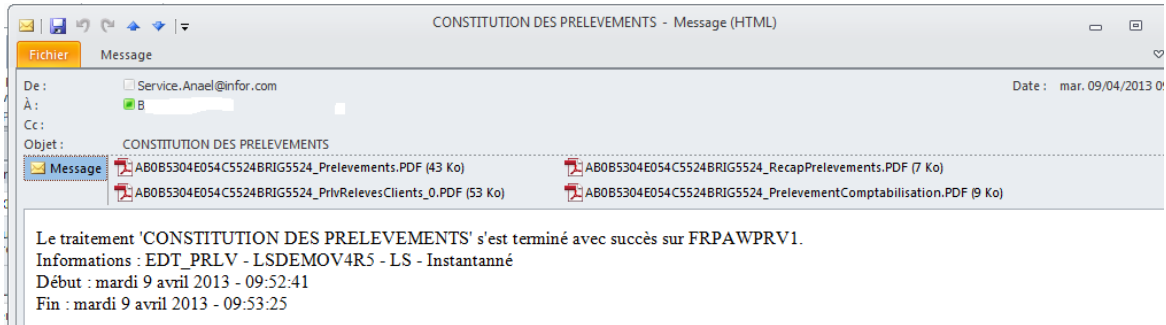 CONSTITUTION DES PRELEVEMENTS - Message (HTML)
Fichier Message
De : Service.Anael@infor.com Date : mar. 09/04/2013
À : B
Cc :
Objet : CONSTITUTION DES PRELEVEMENTS
Message AB0B5304E054C5524BRIG5524_Prelevements.PDF (43 Ko) AB0B5304E054C5524BRIG5524_RecapPrelevements.PDF (7 Ko)
AB0B5304E054C5524BRIG5524_PrlvRelevesClients_0.PDF (53 Ko) AB0B5304E054C5524BRIG5524_PrelevementComptabilisation.PDF (9 Ko)
Le traitement 'CONSTITUTION DES PRELEVEMENTS' s'est terminé avec succès sur FRPAWPRV1.
Informations : EDT_PRLV - LSDEMOV4R5 - LS - Instantanné
Début : mardi 9 avril 2013 - 09:52:41
Fin : mardi 9 avril 2013 - 09:53:25